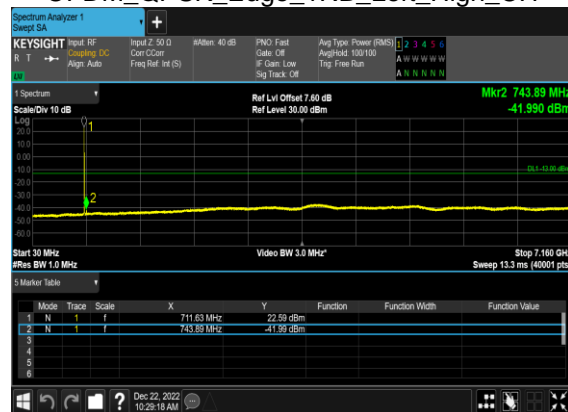 Spectrum Analyzer 1
Swept SA
+
KEYSIGHT Input: RF Input Z: 50 Ω #Atten: 40 dB PNO: Fast Avg Type: Power (RMS) 1 2 3 4 5 6
R T Coupling: DC Corr CCorr Gate: Off Avg|Hold: 100/100 A W W W W W
Align: Auto Freq Ref: Int (S) IF Gain: Low Trig: Free Run
LU Sig Track: Off A N N N N N
1 Spectrum Ref Lvl Offset 7.60 dB Mkr2 743.89 MHz
Scale/Div 10 dB Ref Level 30.00 dBm -41.990 dBm
Log
1
20.0
10.0
0.00
-10.0 DL1 -13.00 dBm
-20.0
-30.0
2
-40.0
-50.0
-60.0
Start 30 MHz Video BW 3.0 MHz* Stop 7.160 GHz
#Res BW 1.0 MHz Sweep 13.3 ms (40001 pts)
5 Marker Table
Mode Trace Scale X Y Function Function Width Function Value
1 N 1 f 711.63 MHz 22.59 dBm
2 N 1 f 743.89 MHz -41.99 dBm
3
4
5
6
? Dec 22, 2022
10:29:18 AM